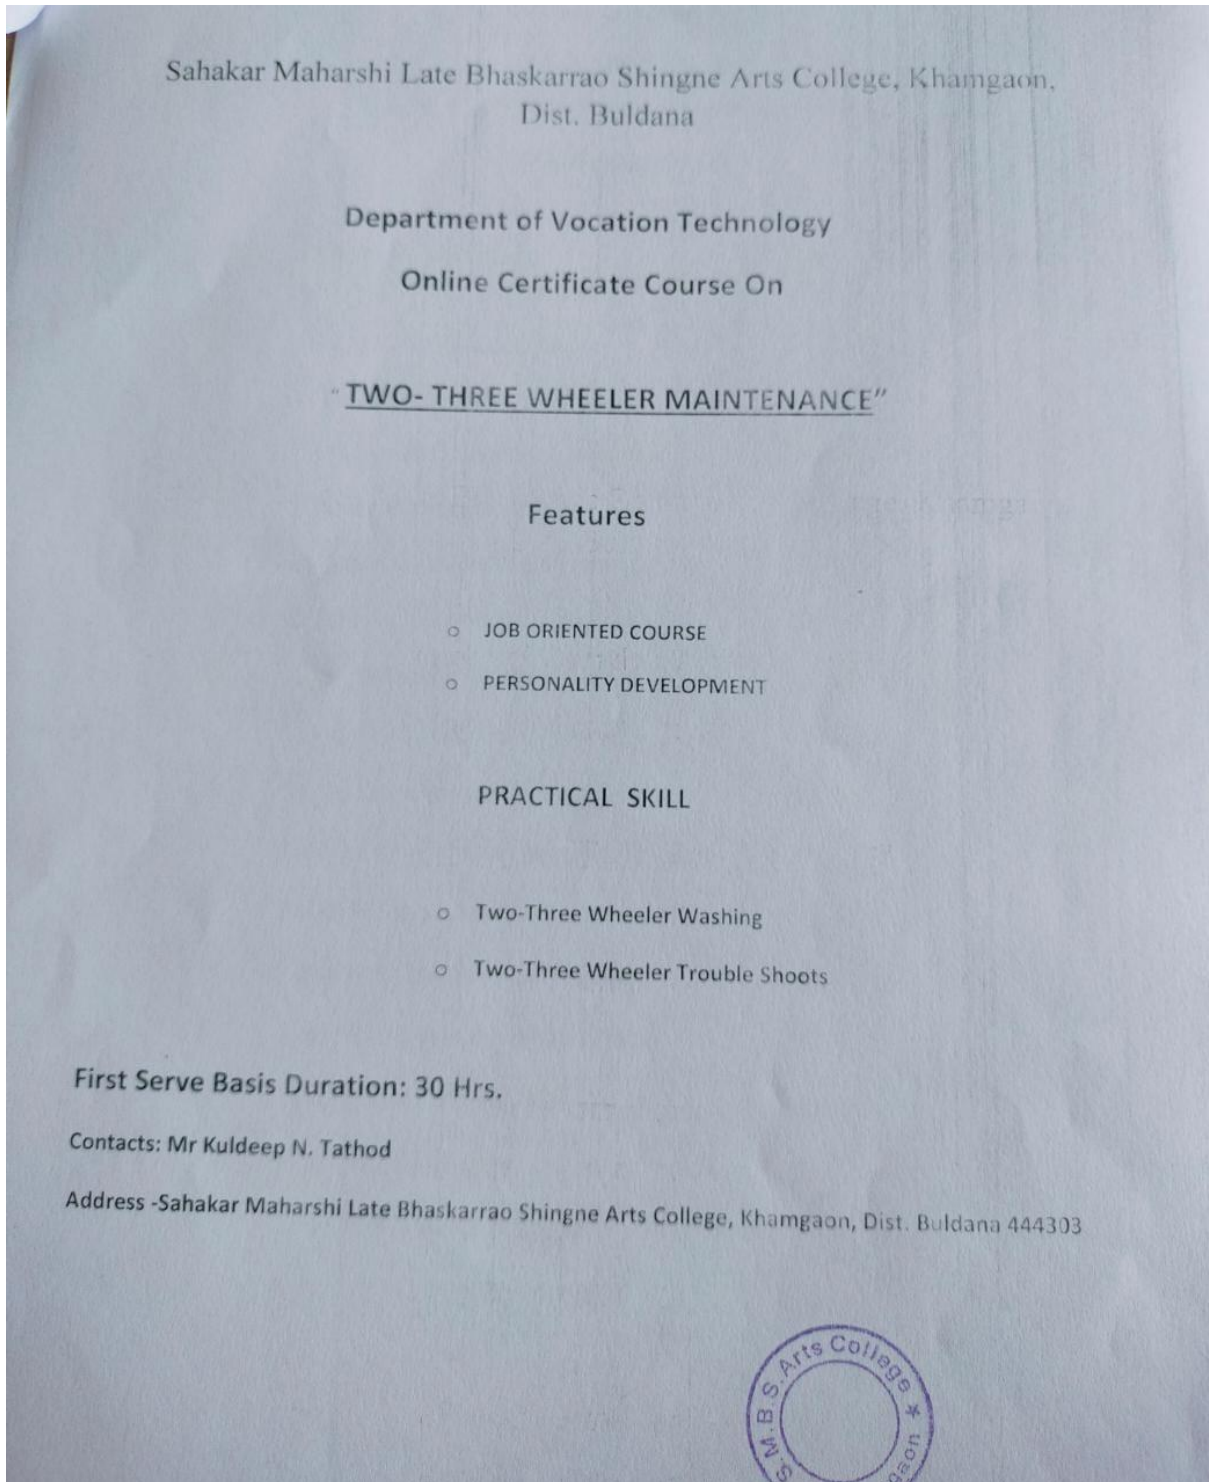 Sahakar Maharshi Late Bhaskarrao Shingne Arts College, Khamgaon,
Dist. Buldana
Department of Vocation Technology
Online Certificate Course On
"TWO- THREE WHEELER MAINTENANCE"
Features
○ JOB ORIENTED COURSE
○ PERSONALITY DEVELOPMENT
PRACTICAL SKILL
○ Two-Three Wheeler Washing
○ Two-Three Wheeler Trouble Shoots
First Serve Basis Duration: 30 Hrs.
Contacts: Mr Kuldeep N. Tathod
Address -Sahakar Maharshi Late Bhaskarrao Shingne Arts College, Khamgaon, Dist. Buldana 444303
S.M.B.S.Arts College *